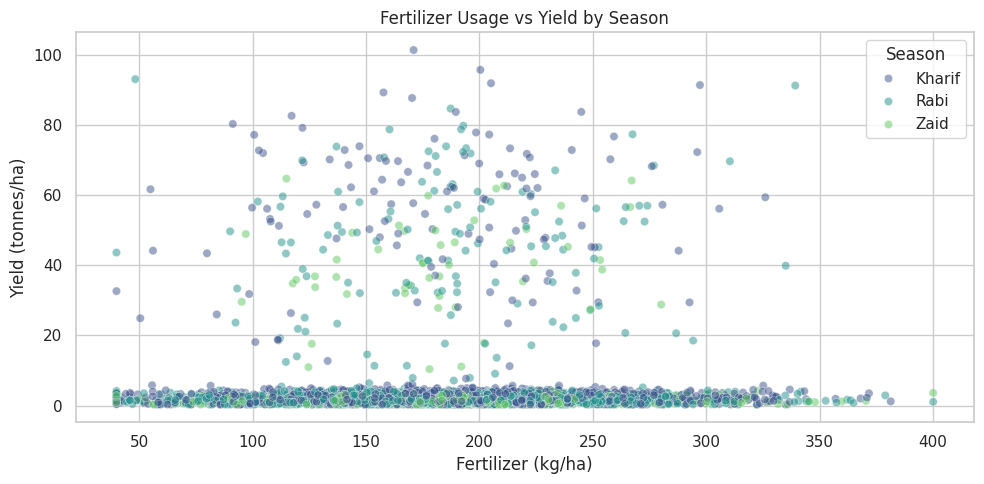 Fertilizer Usage vs Yield by Season
Yield (tonnes/ha)
100
80
60
40
20
0
Season
Kharif
Rabi
Zaid
50 100 150 200 250 300 350 400
Fertilizer (kg/ha)